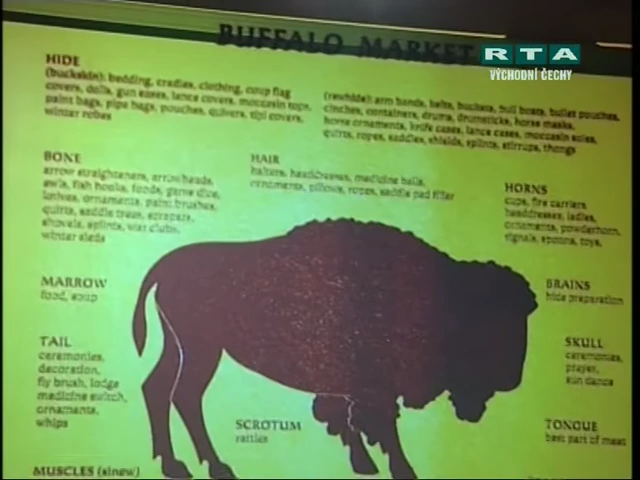 BUFFALO MARKET
RTA
VÝCHODNÍ ČECHY
HIDE
(buckskin): bedding, cradles, clothing, coup flag
covers, dolls, gun cases, lance covers, moccasin tops,
paint bags, pipe bags, pouches, quivers, tipi covers,
winter robes
(rawhide): arm bands, belts, buckets, bull boats, bullet pouches,
cinches, containers, drums, drumsticks, horse masks,
horse ornaments, knife cases, lance cases, moccasin soles,
quirts, ropes, saddles, shields, splints, stirrups, thongs
BONE
arrow straighteners, arrowheads,
awls, fish hooks, foods, game dice,
knives, ornaments, paint brushes,
quirts, saddle trees, scrapers,
shovels, splints, war clubs,
winter sleds
HAIR
halters, headdresses, medicine balls,
ornaments, pillows, ropes, saddle pad filler
HORNS
cups, fire carriers,
headdresses, ladles,
ornaments, powderhorn,
signals, spoons, toys,
MARROW
food, soup
BRAINS
hide preparation
TAIL
ceremonies,
decoration,
fly brush, lodge
medicine switch,
ornaments,
whips
SKULL
ceremonies,
prayer,
sun dance
SCROTUM
rattles
TONGUE
best part of meat
MUSCLES (sinew)